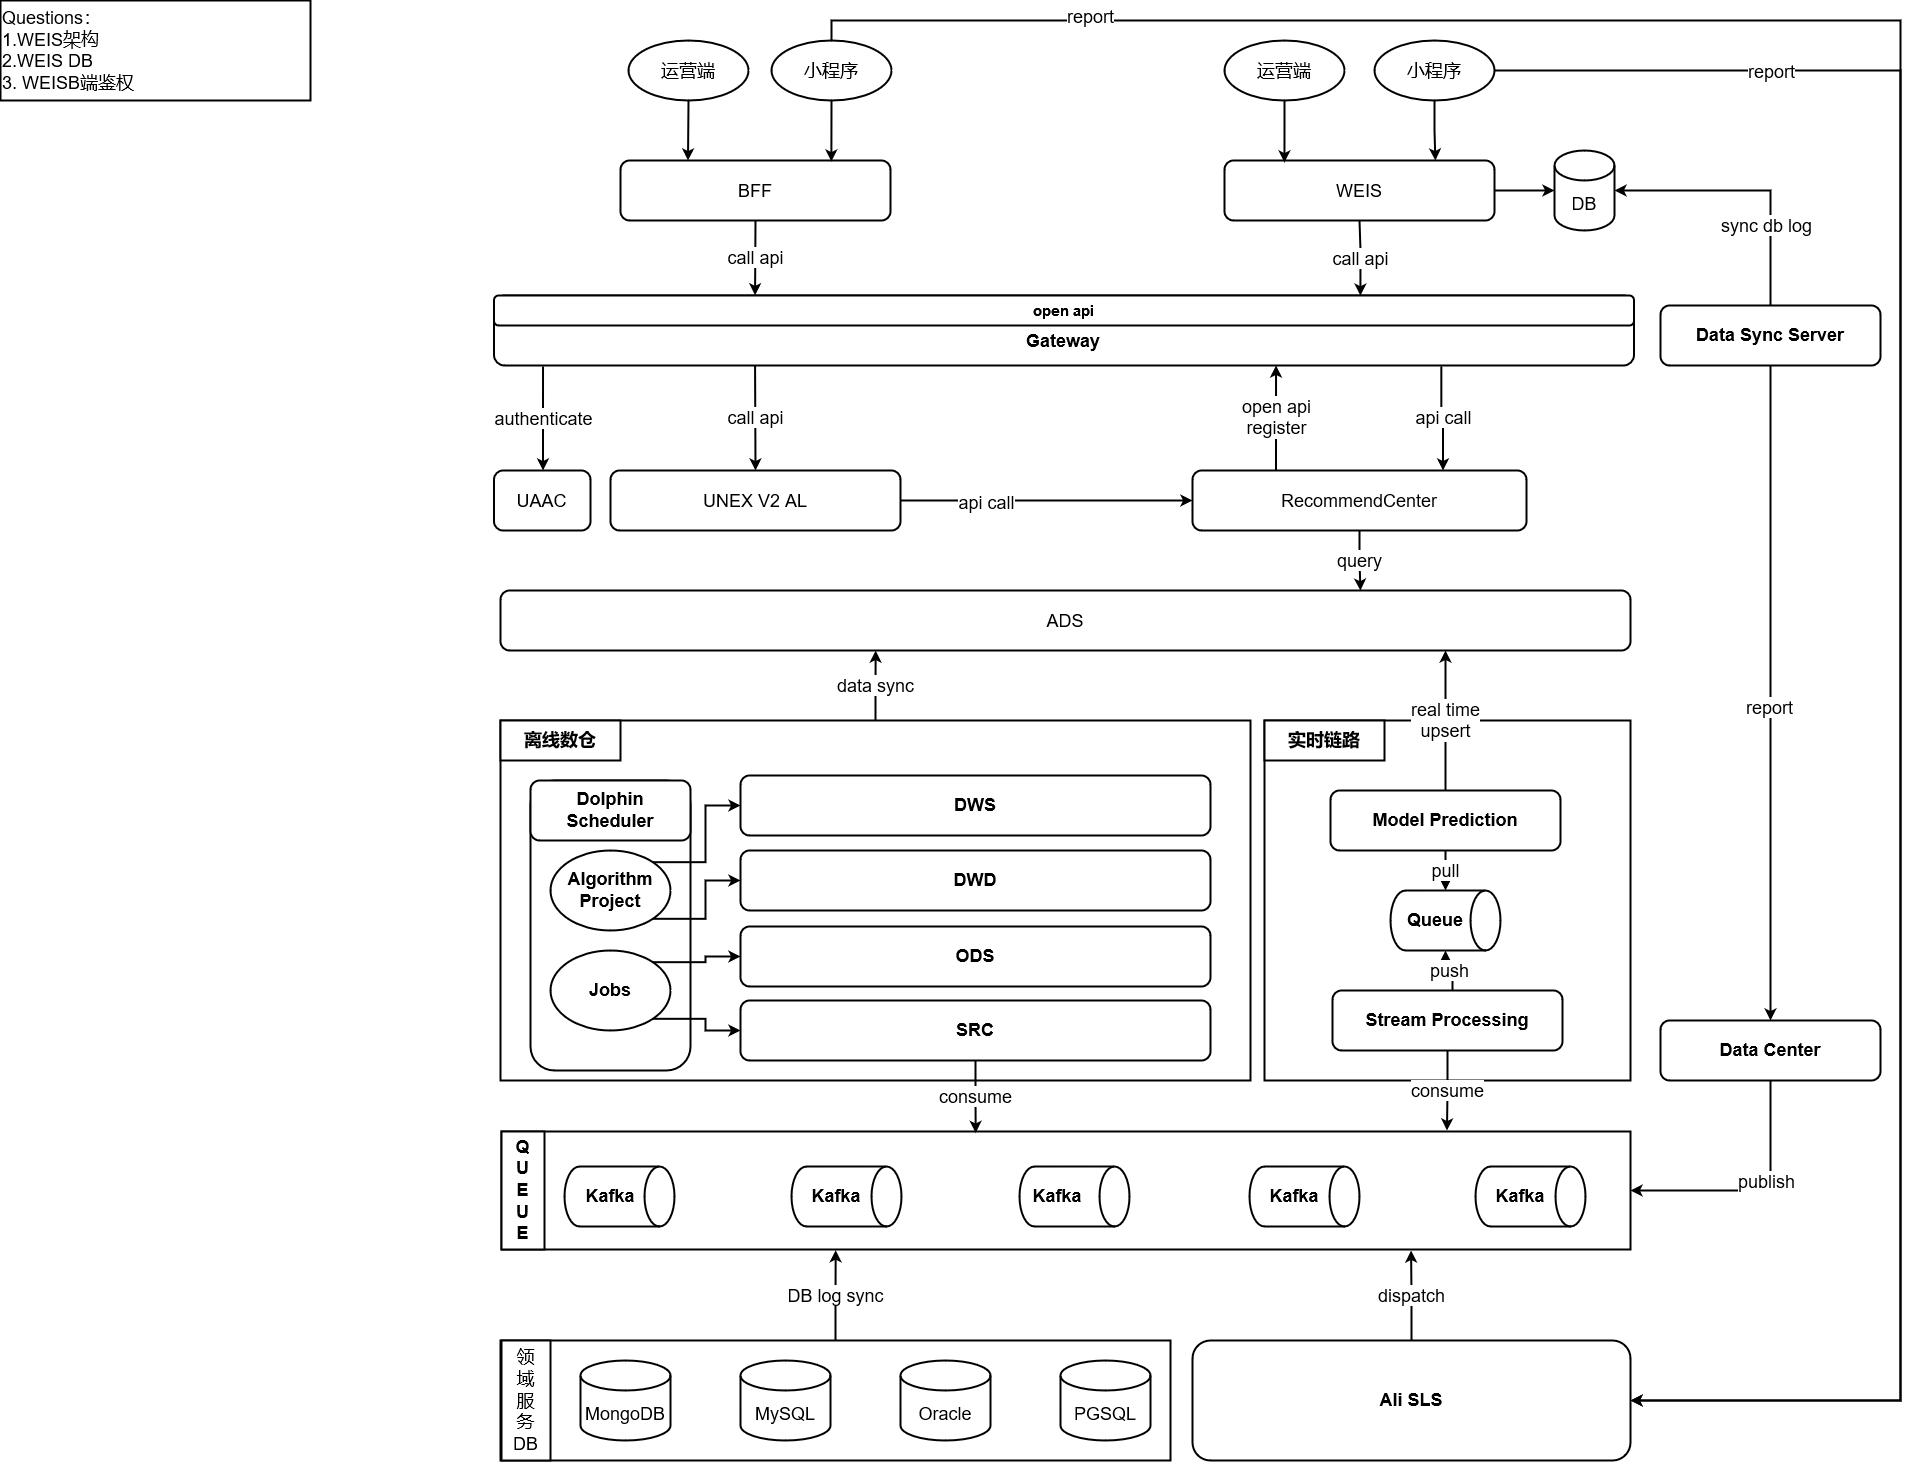 Questions：
1.WEIS架构
2.WEIS DB
3. WEISB端鉴权
report
运营端
小程序
运营端
小程序
report
BFF
WEIS
DB
sync db log
call api
call api
open api
Gateway
Data Sync Server
authenticate
call api
open api
register
api call
UAAC
UNEX V2 AL
api call
RecommendCenter
query
ADS
data sync
real time
upsert
report
离线数仓
实时链路
Dolphin
Scheduler
DWS
Model Prediction
Algorithm
Project
DWD
pull
Queue
Jobs
ODS
push
SRC
Stream Processing
Data Center
consume
consume
Q
U
E
U
E
Kafka
Kafka
Kafka
Kafka
Kafka
publish
DB log sync
dispatch
领
域
服
务
DB
MongoDB
MySQL
Oracle
PGSQL
Ali SLS